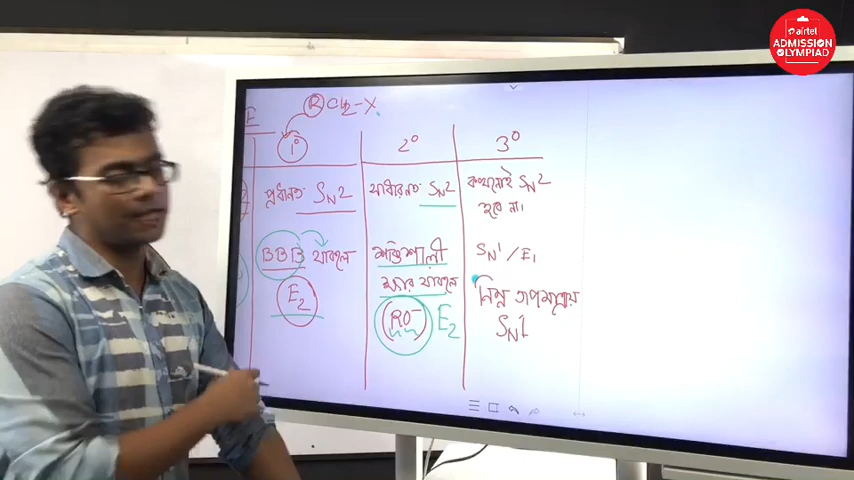 airtel
ADMISSION
OLYMPIAD
E
R CH₂-X
1° 2° 3°
প্রধানত SN2
সাধারণত SN2
কখনোই SN2
হবে না।
BBB থাকলে
E₂
শক্তিশালী
ক্ষার থাকলে
(RO⁻) E₂
SN1 / E₁
নিম্ন তাপমাত্রায়
SN1